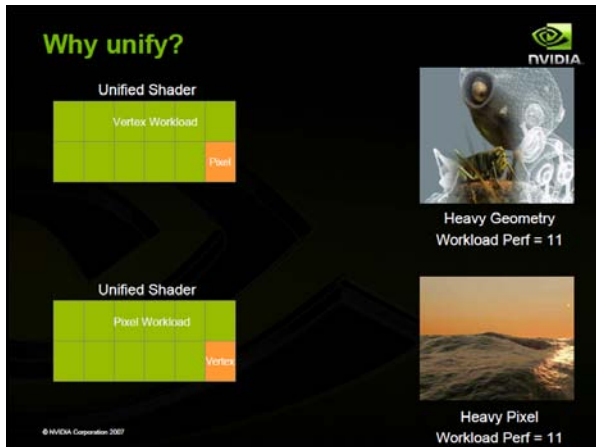 Why unify?
NVIDIA.
Unified Shader
Vertex Workload
Pixel
Heavy Geometry
Workload Perf = 11
Unified Shader
Pixel Workload
Vertex
Heavy Pixel
Workload Perf = 11
© NVIDIA Corporation 2007